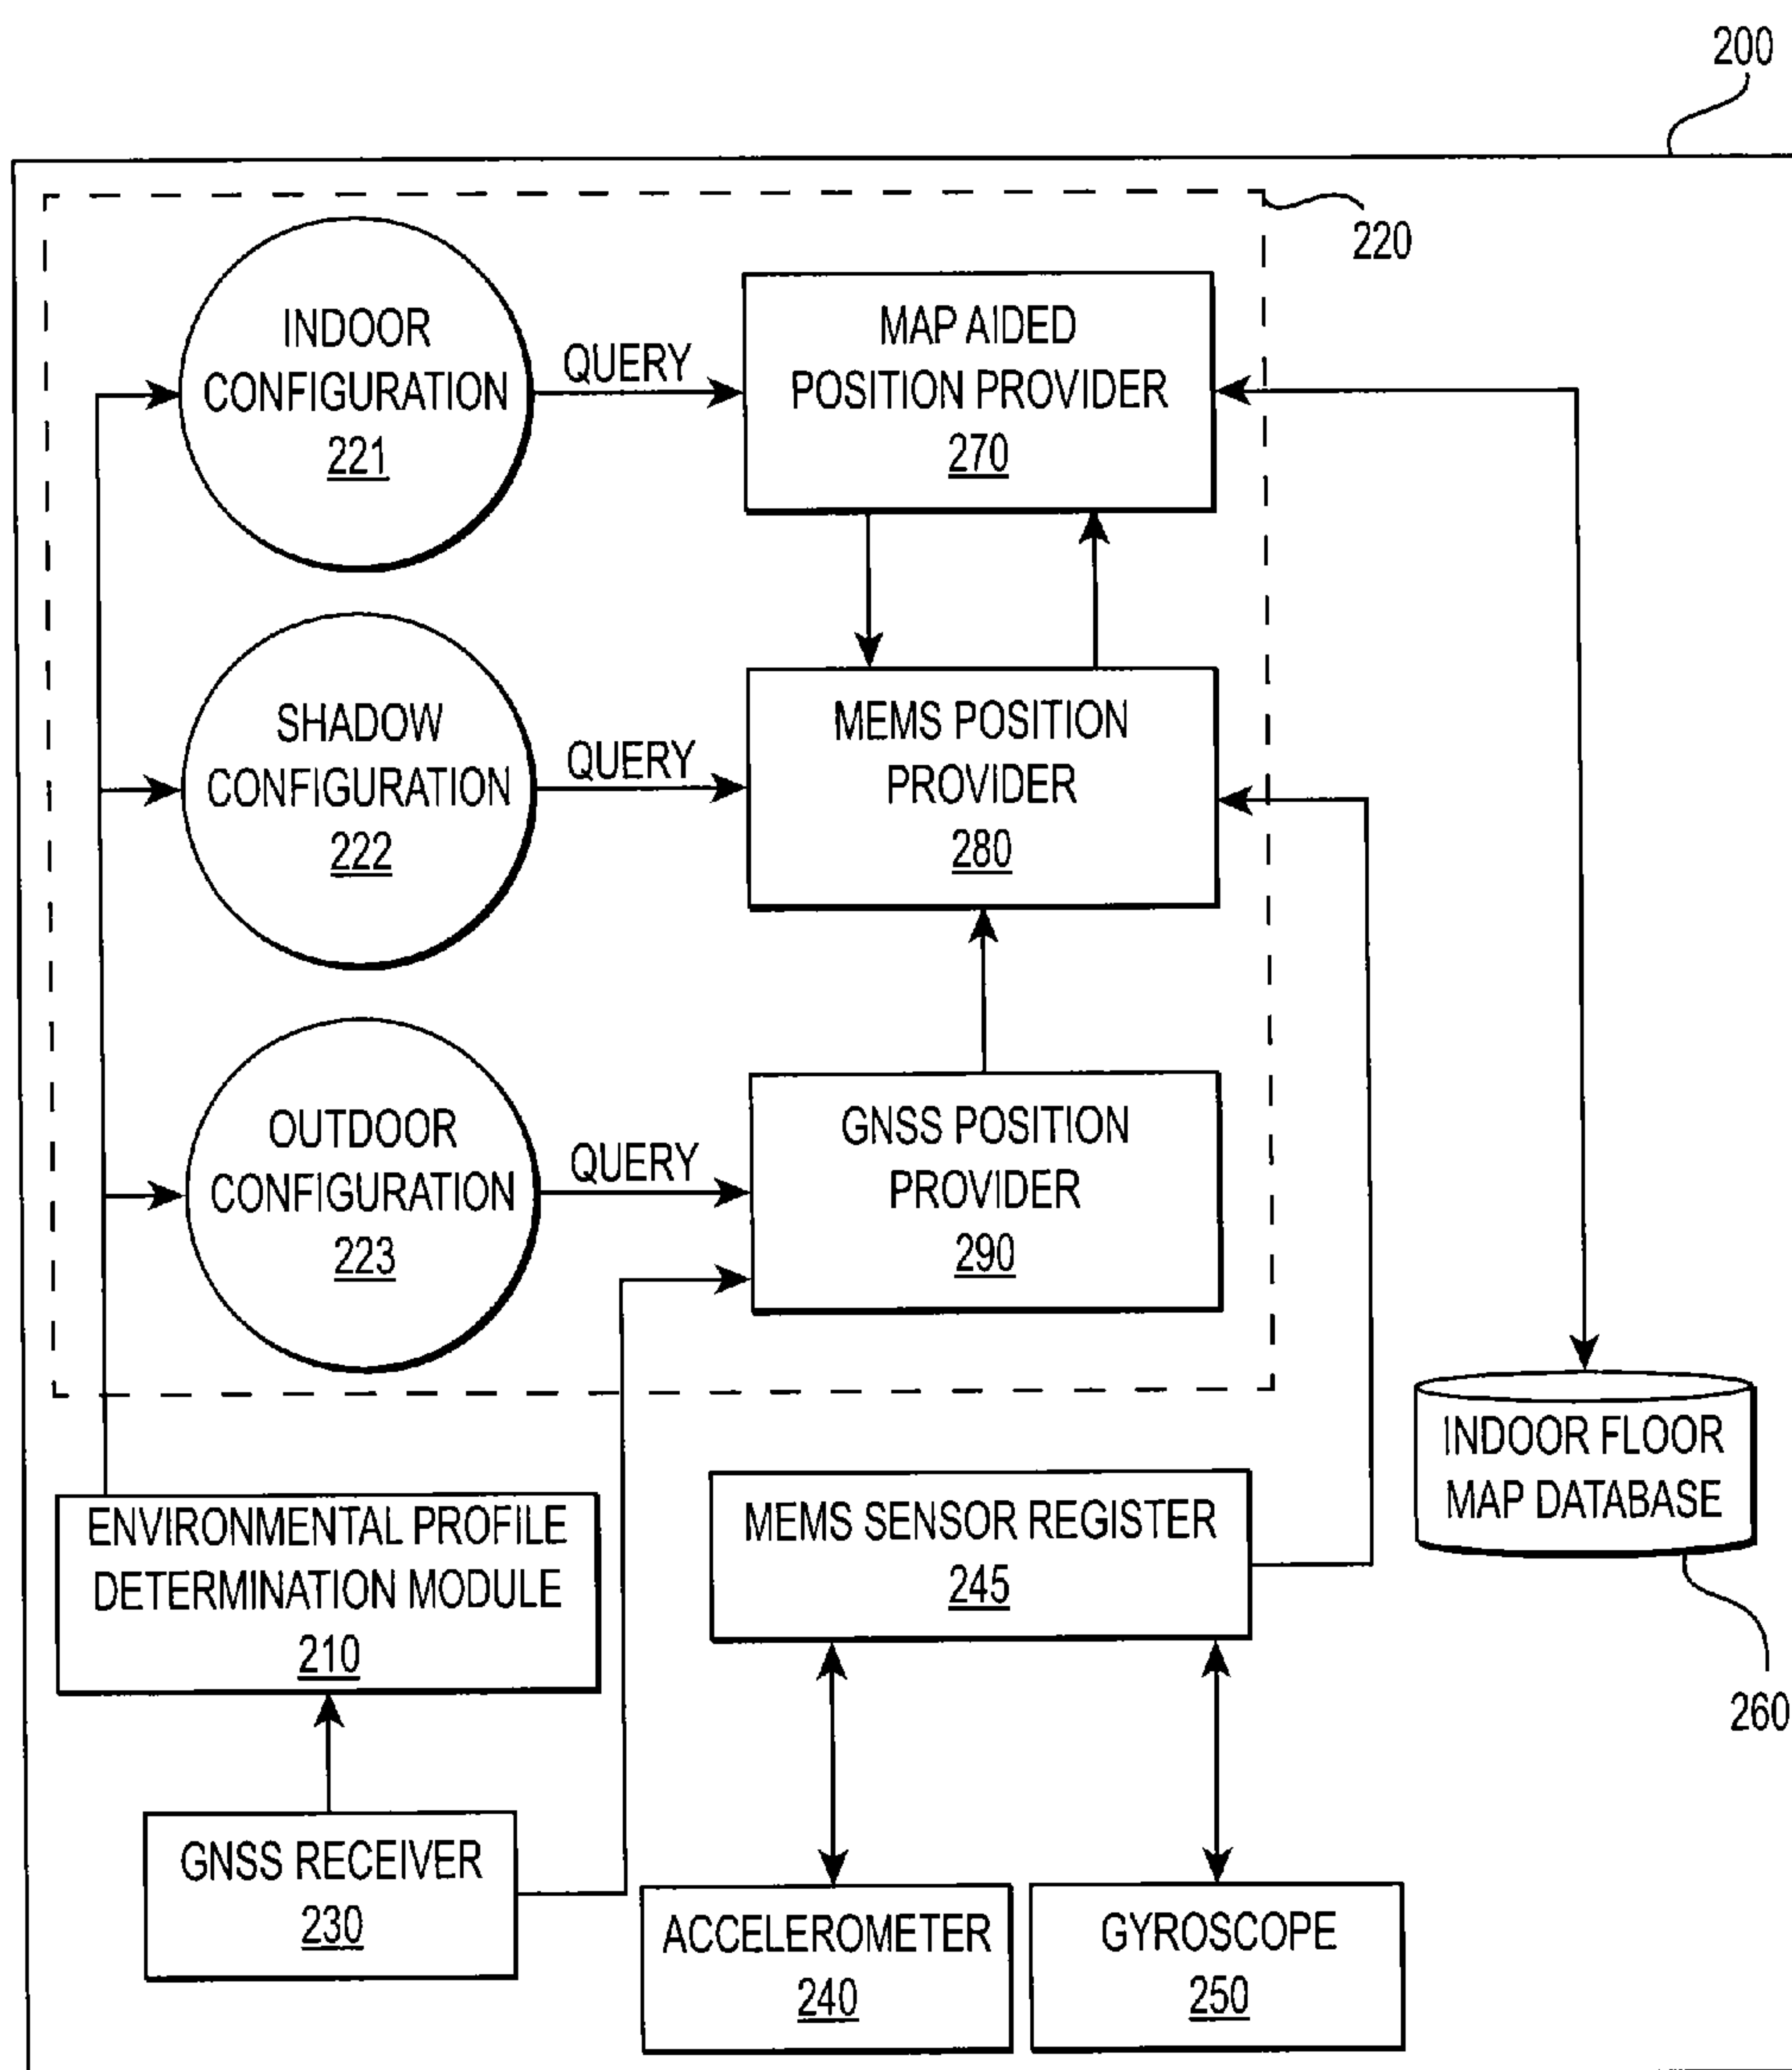 200
220
INDOOR
CONFIGURATION
221
QUERY
MAP AIDED
POSITION PROVIDER
270
SHADOW
CONFIGURATION
222
QUERY
MEMS POSITION
PROVIDER
280
OUTDOOR
CONFIGURATION
223
QUERY
GNSS POSITION
PROVIDER
290
INDOOR FLOOR
MAP DATABASE
260
ENVIRONMENTAL PROFILE
DETERMINATION MODULE
210
MEMS SENSOR REGISTER
245
GNSS RECEIVER
230
ACCELEROMETER
240
GYROSCOPE
250